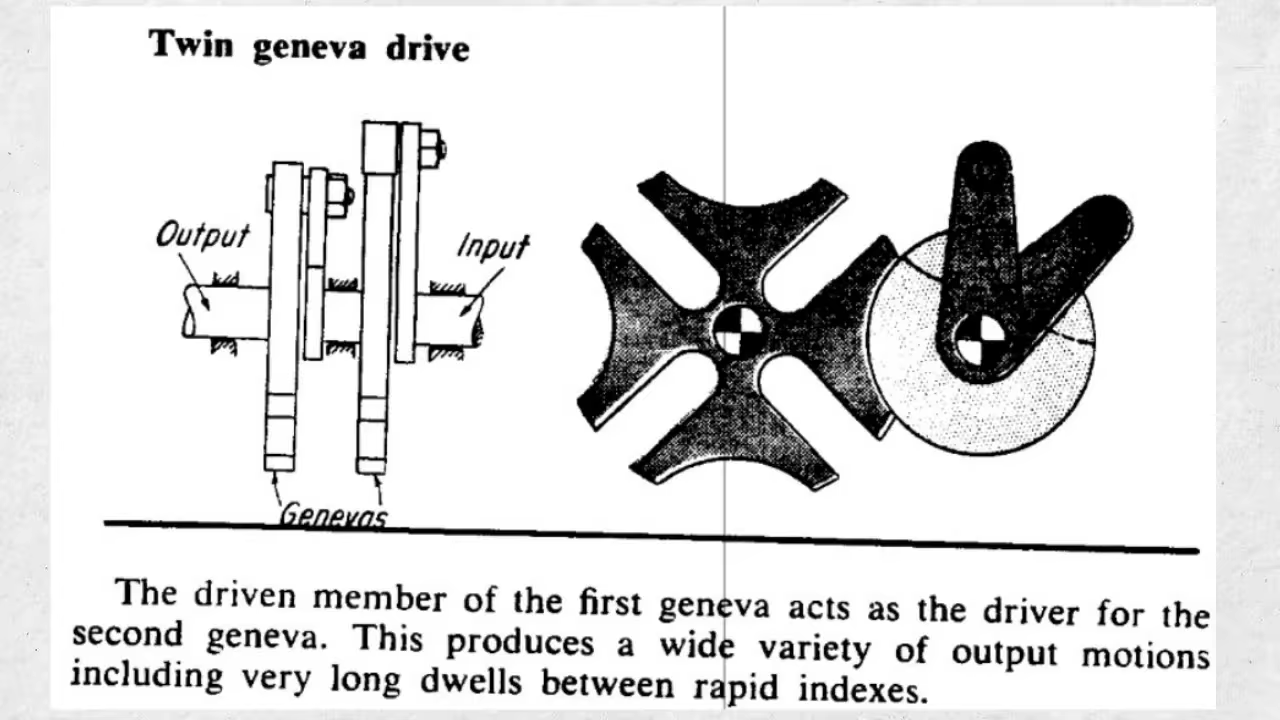 Twin geneva drive
Output
Input
Genevas
The driven member of the first geneva acts as the driver for the
second geneva. This produces a wide variety of output motions
including very long dwells between rapid indexes.